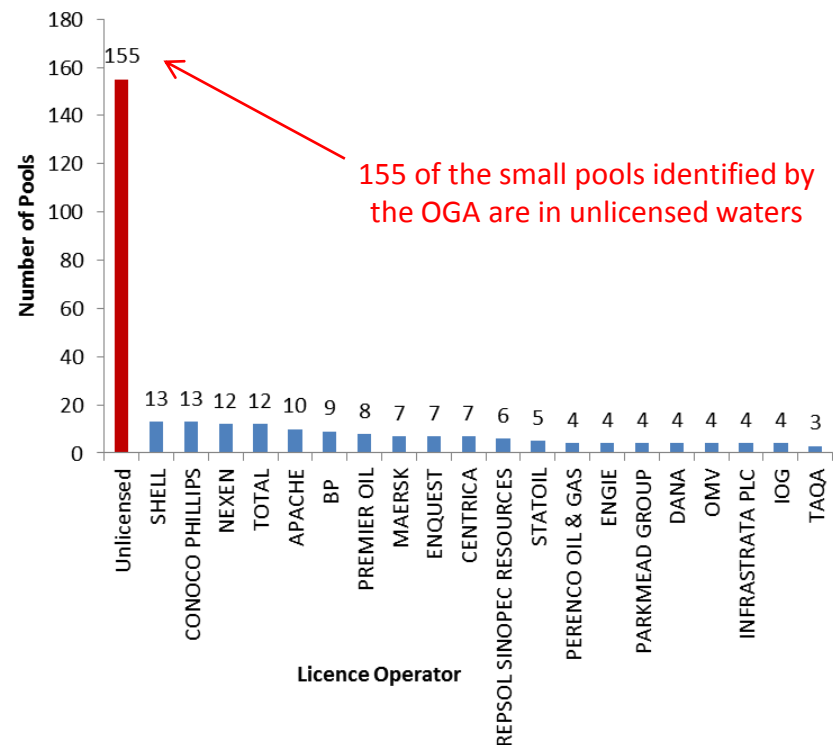 180
160
140
120
100
80
60
40
20
0
Number of Pools
155
155 of the small pools identified by
the OGA are in unlicensed waters
13
13
12
12
10
9
8
7
7
7
6
5
4
4
4
4
4
4
4
3
Unlicensed
SHELL
CONOCO PHILLIPS
NEXEN
TOTAL
APACHE
BP
PREMIER OIL
MAERSK
ENQUEST
CENTRICA
REPSOL SINOPEC RESOURCES
STATOIL
PERENCO OIL & GAS
ENGIE
PARKMEAD GROUP
DANA
OMV
INFRASTRATA PLC
IOG
TAQA
Licence Operator